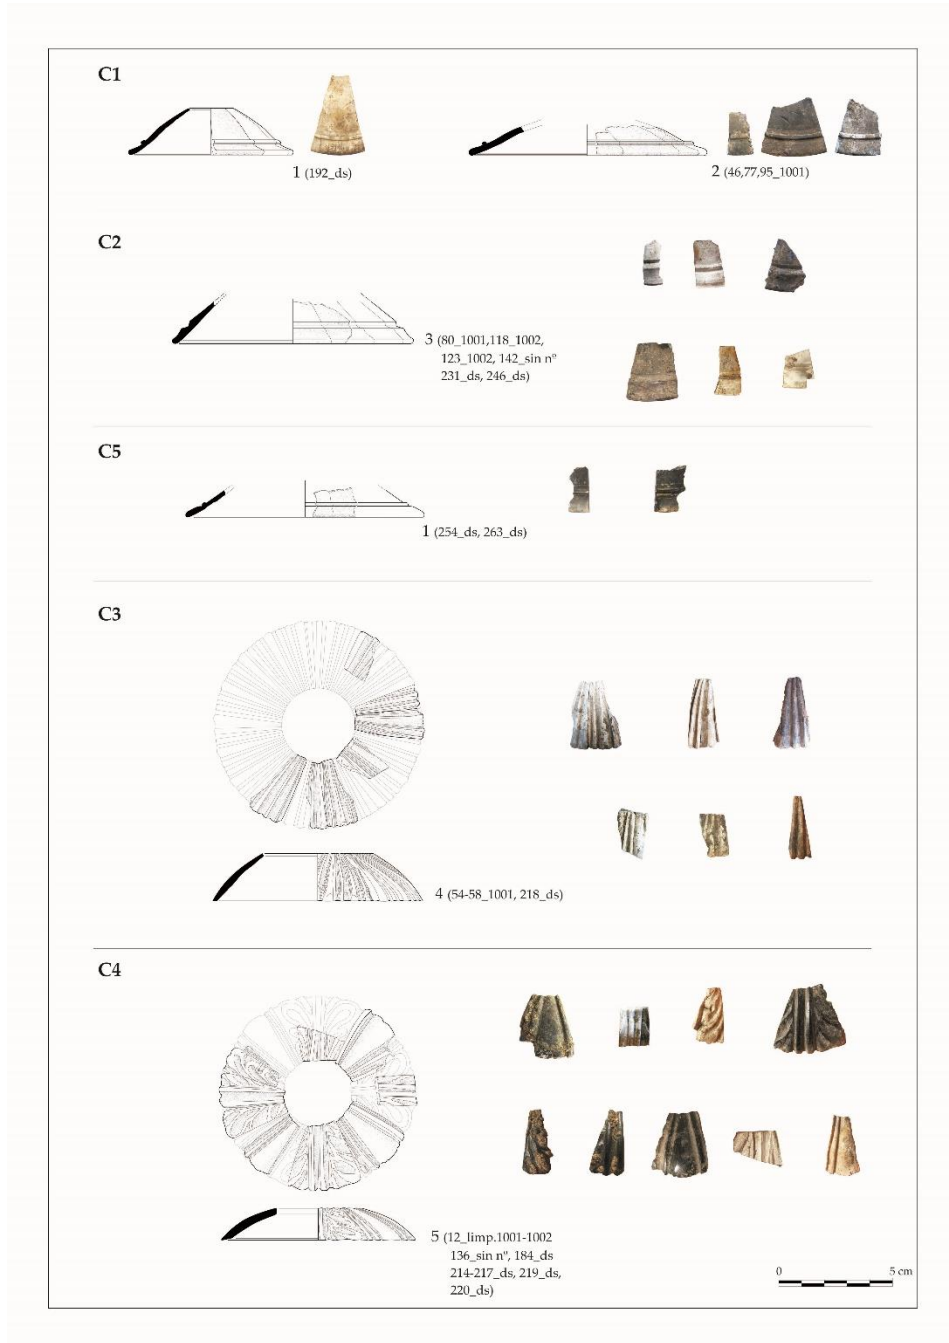 C1
1 (192_ds)
2 (46,77,95_1001)
C2
3 (80_1001,118_1002,
123_1002, 142_sin nº
231_ds, 246_ds)
C5
1 (254_ds, 263_ds)
C3
4 (54-58_1001, 218_ds)
C4
5 (12_limp.1001-1002
136_sin nº, 184_ds
214-217_ds, 219_ds,
220_ds)
0 5 cm